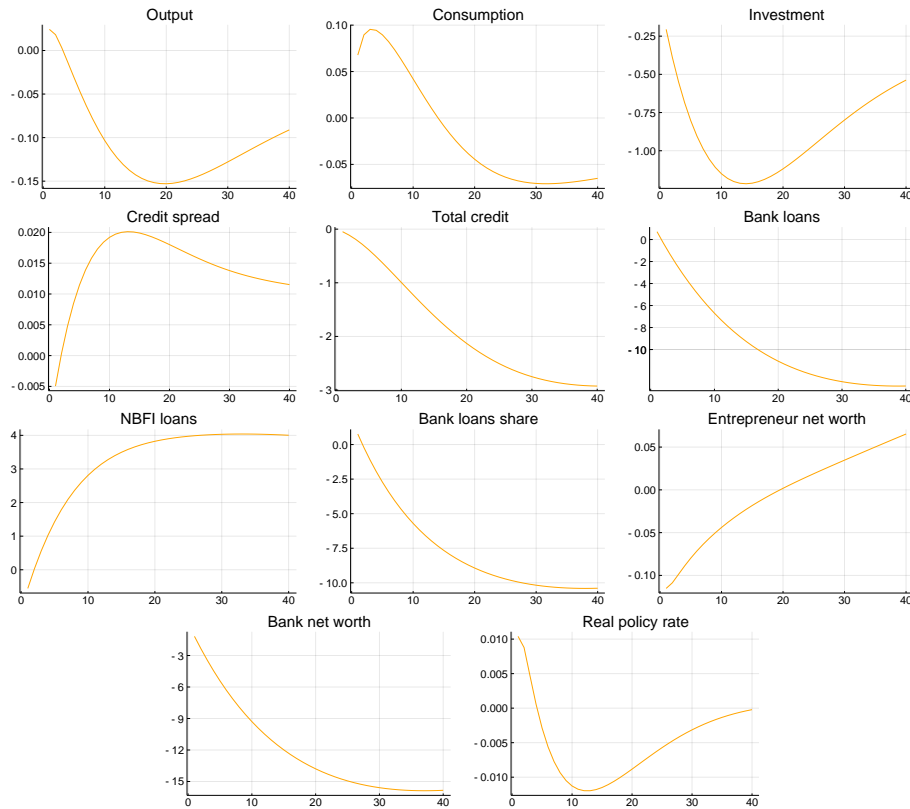 Output
Consumption
Investment
0.00
- 0.05
- 0.10
- 0.15
0 10 20 30 40
0.10
0.05
0.00
- 0.05
0 10 20 30 40
- 0.25
- 0.50
- 0.75
- 1.00
0 10 20 30 40
Credit spread
Total credit
Bank loans
0.020
0.015
0.010
0.005
0.000
- 0.005
0 10 20 30 40
0
- 1
- 2
- 3
0 10 20 30 40
0
- 2
- 4
- 6
- 8
- 10
0 10 20 30 40
NBFI loans
Bank loans share
Entrepreneur net worth
4
3
2
1
0
0 10 20 30 40
0.0
- 2.5
- 5.0
- 7.5
- 10.0
0 10 20 30 40
0.05
0.00
- 0.05
- 0.10
0 10 20 30 40
Bank net worth
Real policy rate
- 3
- 6
- 9
- 12
- 15
0 10 20 30 40
0.010
0.005
0.000
- 0.005
- 0.010
0 10 20 30 40